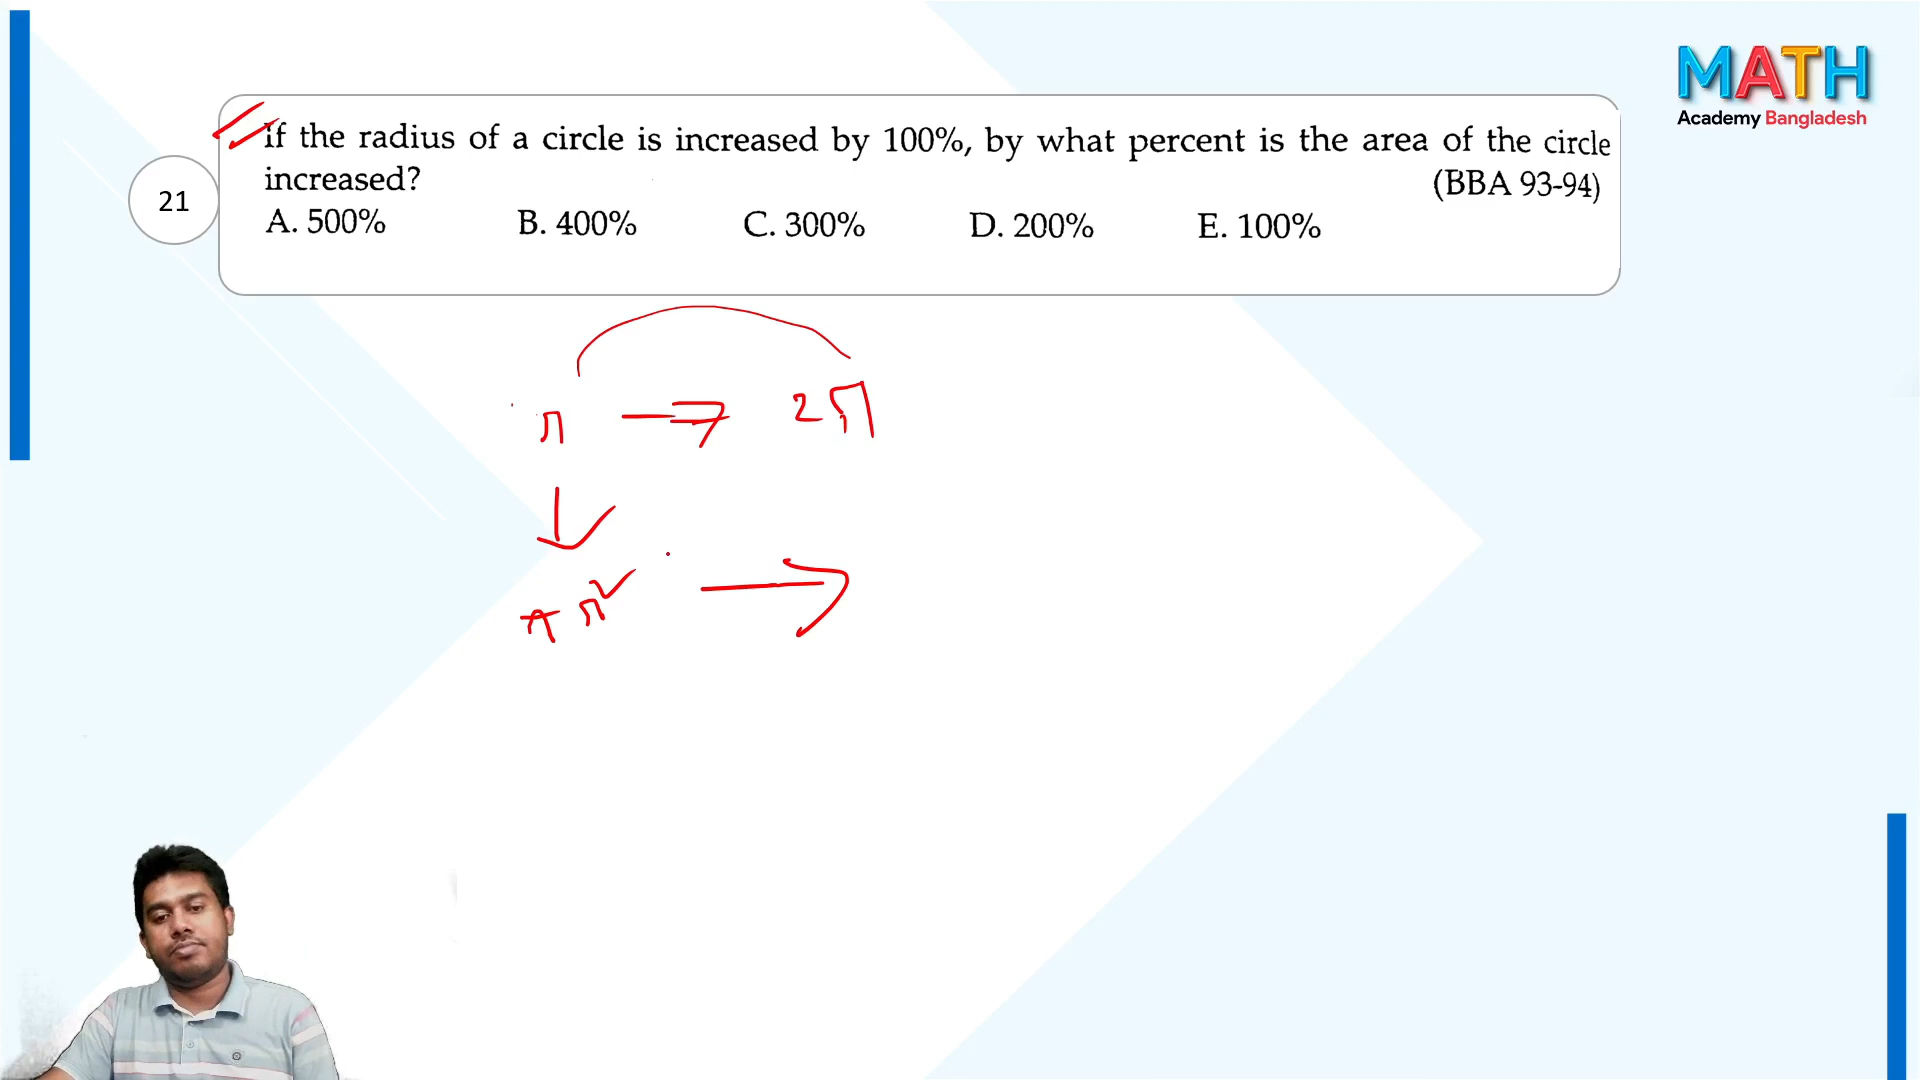 MATH
Academy Bangladesh
21
If the radius of a circle is increased by 100%, by what percent is the area of the circle
increased? (BBA 93-94)
A. 500% B. 400% C. 300% D. 200% E. 100%
r → 2r
↓
πr² →